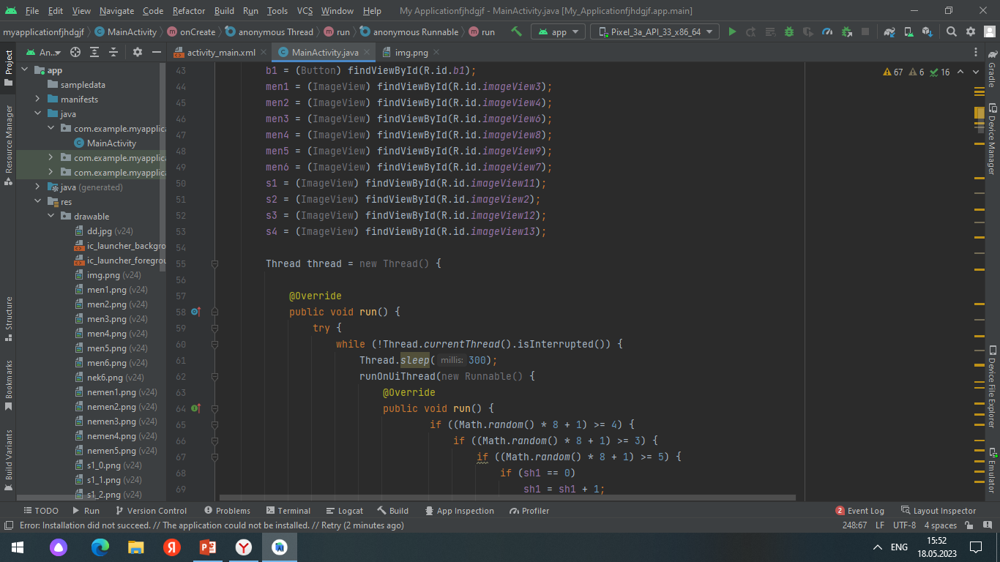 File Edit View Navigate Code Refactor Build Run Tools VCS Window Help My Applicationfjhdgjf - MainActivity.java [My_Applicationfjhdgjf.app.main]
myapplicationfjhdgjf MainActivity onCreate anonymous Thread run anonymous Runnable run app Pixel_3a_API_33_x86_64
An.. activity_main.xml MainActivity.java img.png
Project
Resource Manager
Structure
Bookmarks
Build Variants
app
sampledata
manifests
java
com.example.myapplica
MainActivity
com.example.myapplica
com.example.myapplica
java (generated)
res
drawable
dd.jpg (v24)
ic_launcher_backgro
ic_launcher_foregrou
img.png (v24)
men1.png (v24)
men2.png (v24)
men3.png (v24)
men4.png (v24)
men5.png (v24)
men6.png (v24)
nek6.png (v24)
nemen1.png (v24)
nemen2.png (v24)
nemen3.png (v24)
nemen4.png (v24)
nemen5.png (v24)
s1_0.png (v24)
s1_1.png (v24)
s1_2.png (v24)
67 6 16
43 b1 = (Button) findViewById(R.id.b1);
44 men1 = (ImageView) findViewById(R.id.imageView3);
45 men2 = (ImageView) findViewById(R.id.imageView4);
46 men3 = (ImageView) findViewById(R.id.imageView6);
47 men4 = (ImageView) findViewById(R.id.imageView8);
48 men5 = (ImageView) findViewById(R.id.imageView9);
49 men6 = (ImageView) findViewById(R.id.imageView7);
50 s1 = (ImageView) findViewById(R.id.imageView11);
51 s2 = (ImageView) findViewById(R.id.imageView2);
52 s3 = (ImageView) findViewById(R.id.imageView12);
53 s4 = (ImageView) findViewById(R.id.imageView13);
54
55 Thread thread = new Thread() {
56
57 @Override
58 public void run() {
59 try {
60 while (!Thread.currentThread().isInterrupted()) {
61 Thread.sleep( millis: 300);
62 runOnUiThread(new Runnable() {
63 @Override
64 public void run() {
65 if ((Math.random() * 8 + 1) >= 4) {
66 if ((Math.random() * 8 + 1) >= 3) {
67 if ((Math.random() * 8 + 1) >= 5) {
68 if (sh1 == 0)
69 sh1 = sh1 + 1;
Gradle
Device Manager
Device File Explorer
Emulator
TODO Run Version Control Problems Terminal Logcat Build App Inspection Profiler 2 Event Log Layout Inspector
Error: Installation did not succeed. // The application could not be installed. // Retry (2 minutes ago) 248:67 LF UTF-8 4 spaces
ENG
15:52
18.05.2023